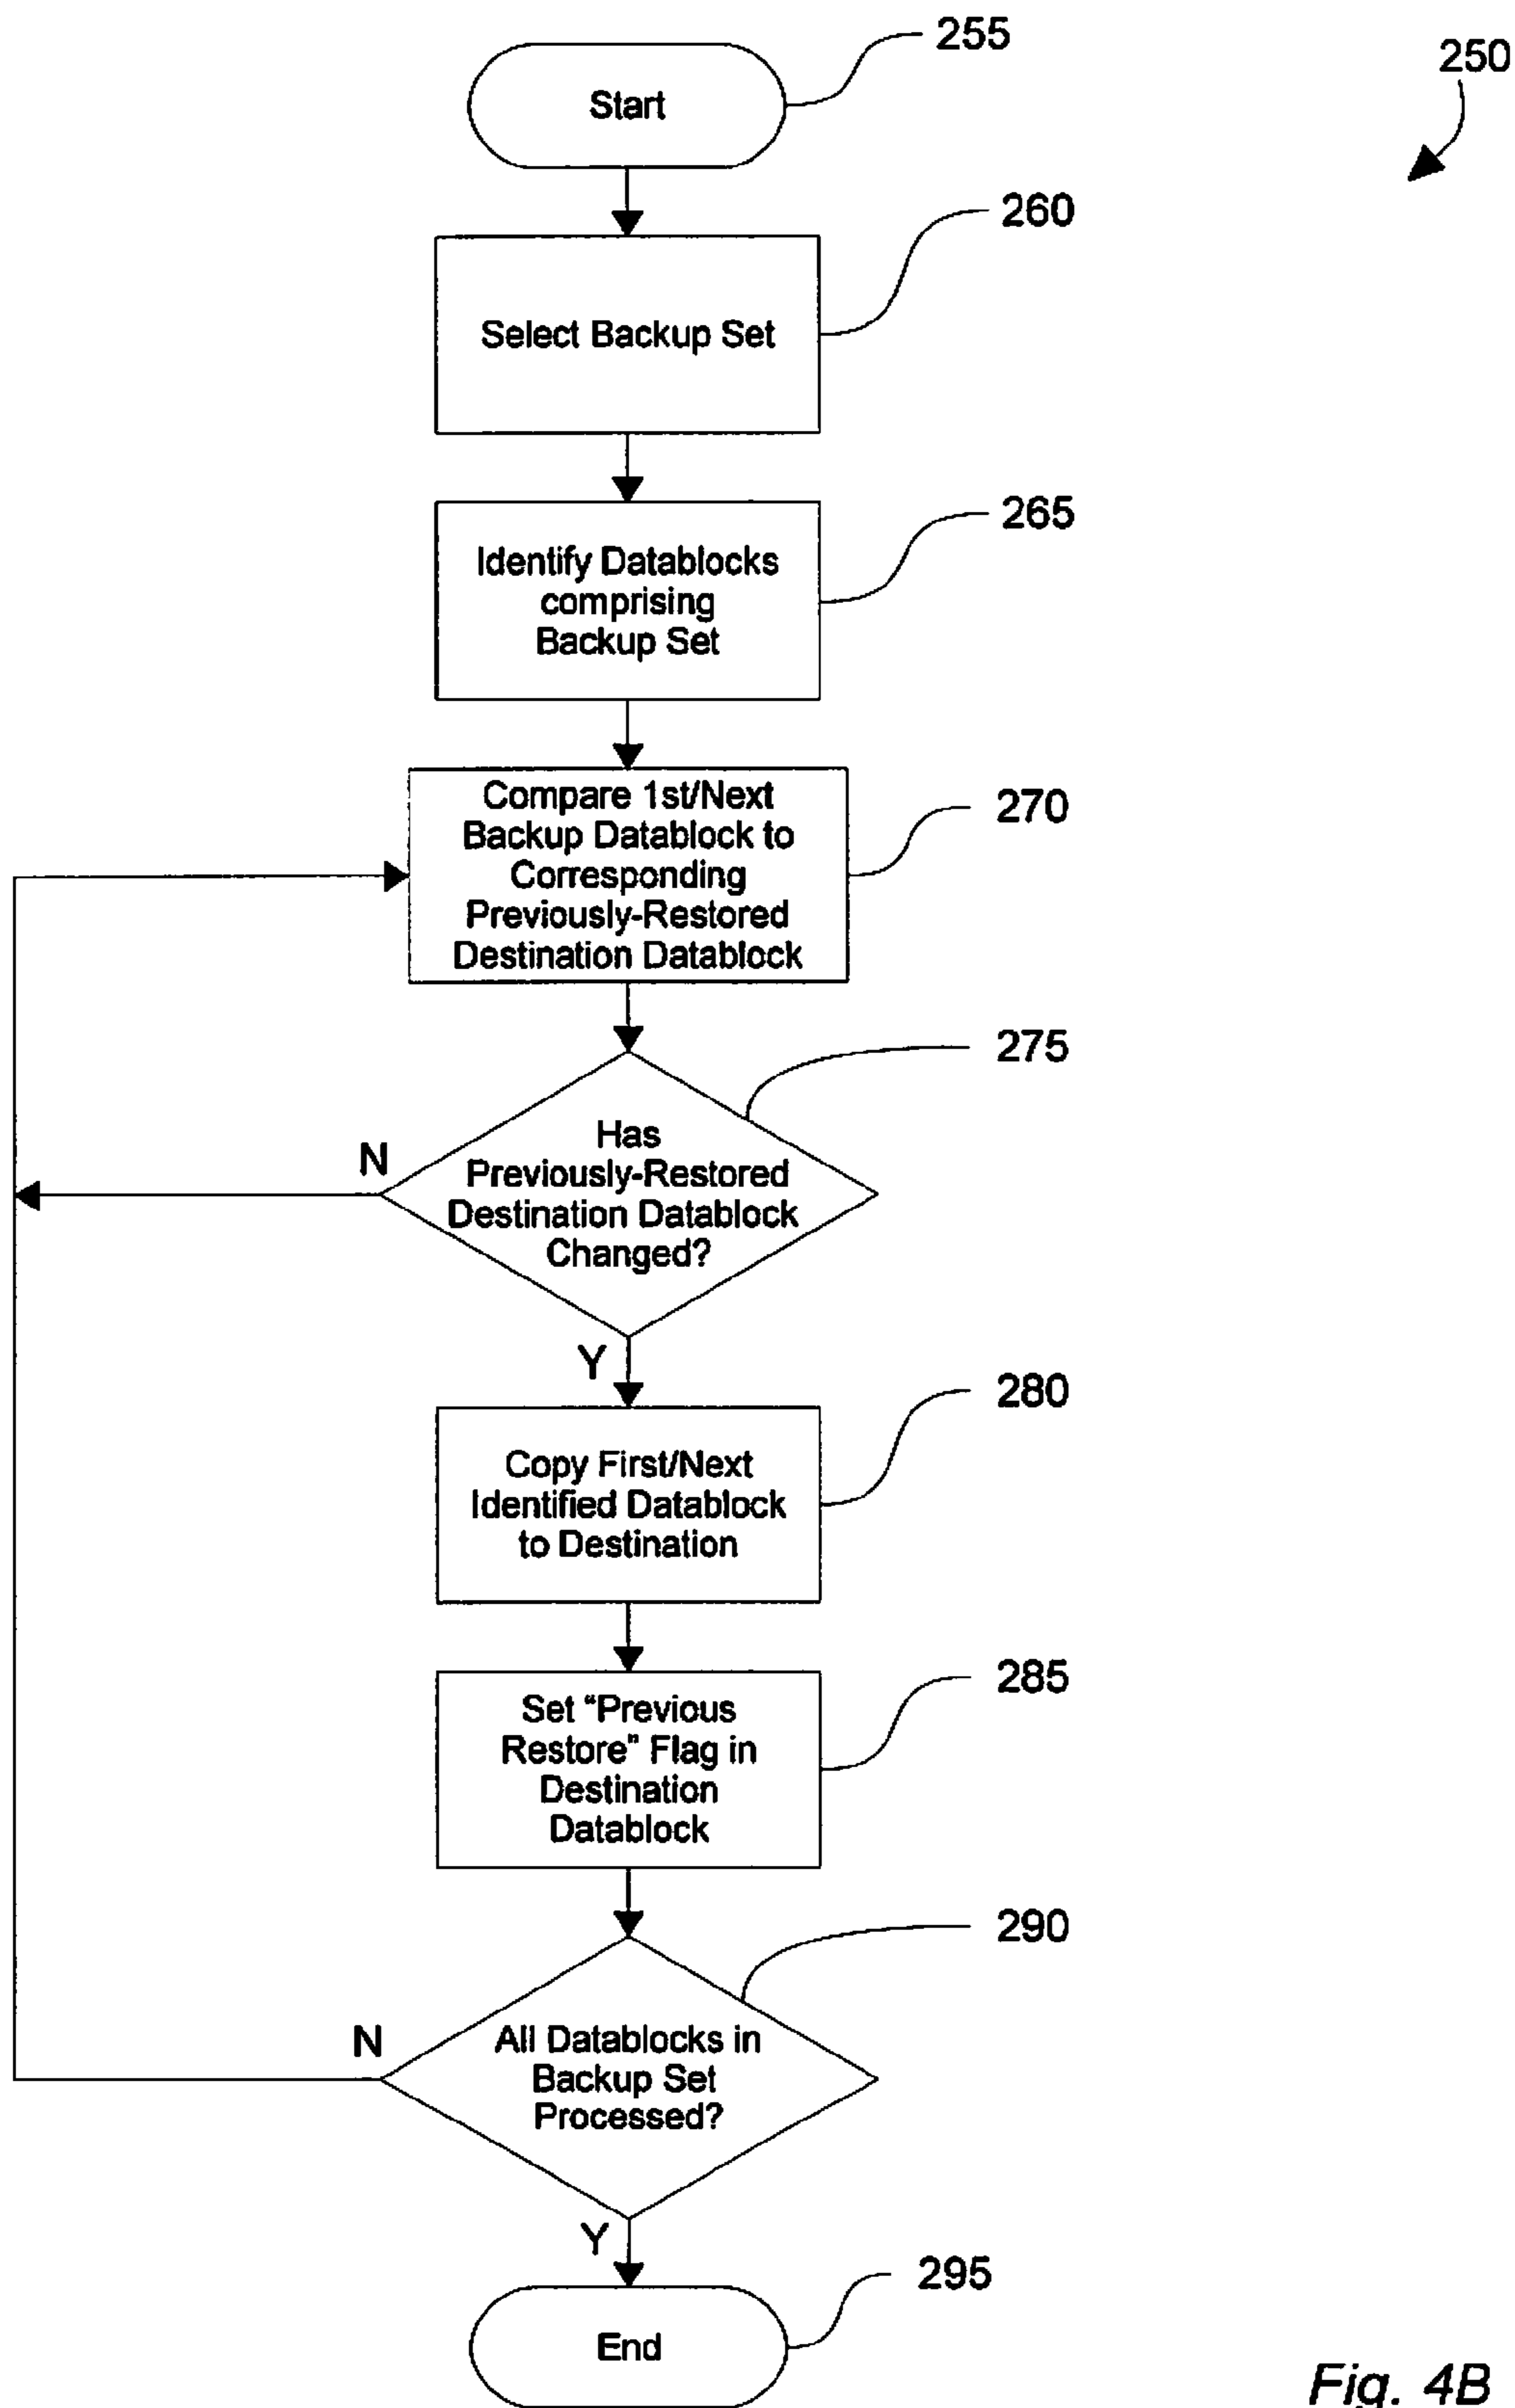 255
250
Start
260
Select Backup Set
265
Identify Datablocks
comprising
Backup Set
270
Compare 1st/Next
Backup Datablock to
Corresponding
Previously-Restored
Destination Datablock
275
Has
Previously-Restored
Destination Datablock
Changed?
N
Y
280
Copy First/Next
Identified Datablock
to Destination
285
Set “Previous
Restore” Flag in
Destination
Datablock
290
All Datablocks in
Backup Set
Processed?
N
Y
295
End
Fig. 4B